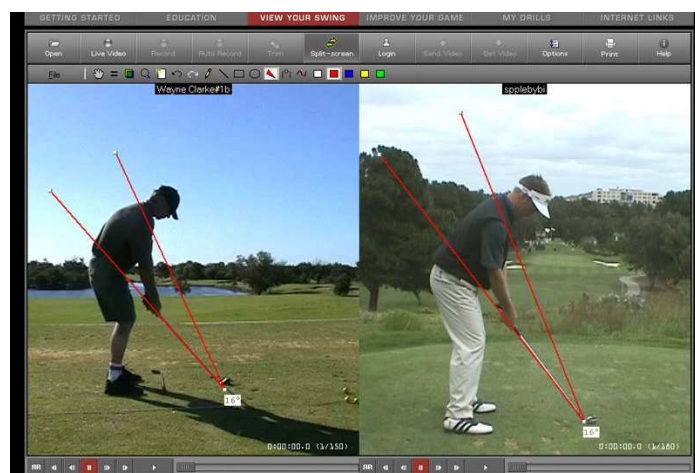 GETTING STARTED EDUCATION VIEW YOUR SWING IMPROVE YOUR GAME MY DRILLS INTERNET LINKS
Open Live Video Record Auto Record Trim Split-screen Login Send Video Get Video Options Print Help
File
Wayne Clarke#1b
spplebybi
16°
16°
0:00:00.0 (1/150)
0:00:00.0 (1/180)